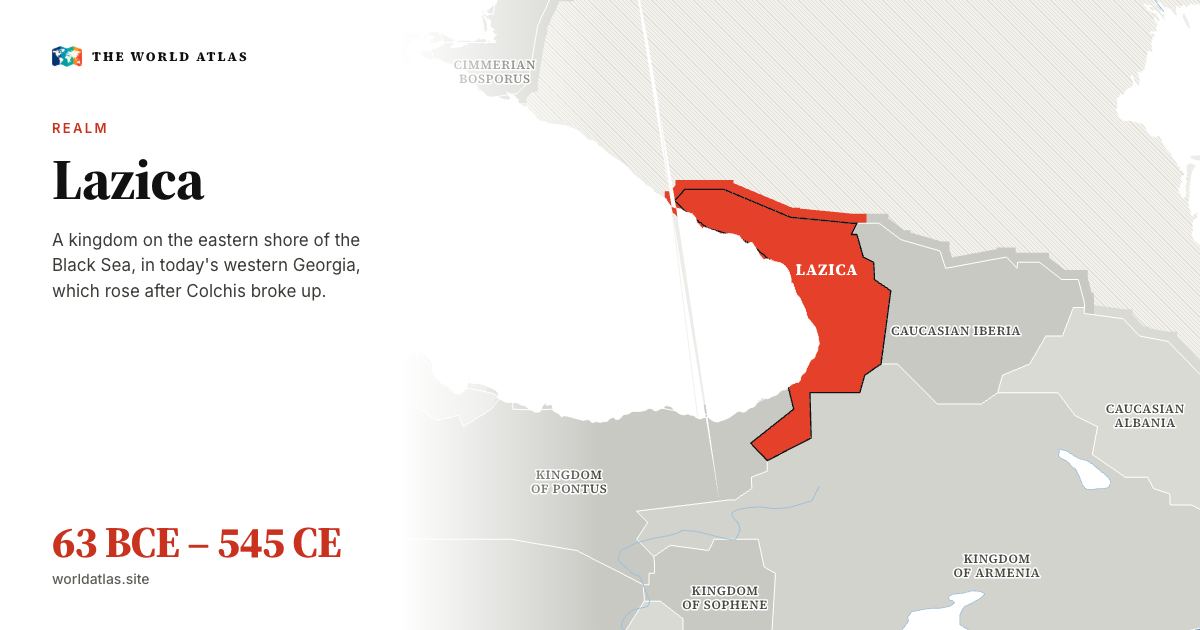 THE WORLD ATLAS
REALM
Lazica
A kingdom on the eastern shore of the
Black Sea, in today's western Georgia,
which rose after Colchis broke up.
63 BCE – 545 CE
worldatlas.site
CIMMERIAN
BOSPORUS
LAZICA
CAUCASIAN IBERIA
CAUCASIAN
ALBANIA
KINGDOM
OF PONTUS
KINGDOM
OF ARMENIA
KINGDOM
OF SOPHENE